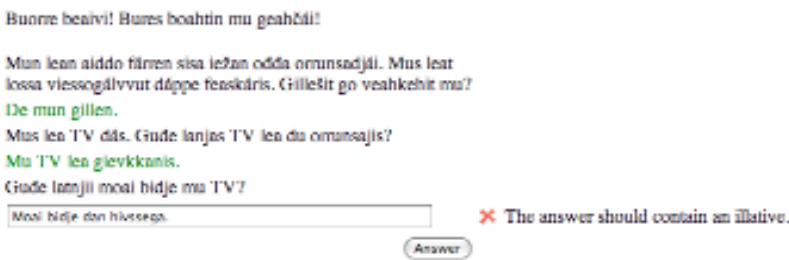 Buorre beaivi! Bures boahtin mu geahčái!
Mun lean aiddo fárren sisa iežan ođđa orrunsadjái. Mus leat
lossa viessogálvvut dáppe feaskáris. Gillešit go veahkehit mu?
De mun gillen.
Mus lea TV dás. Guđe lanjas TV lea du orrunsajis?
Mu TV lea gievkkanis.
Guđe latnjii moai bidje mu TV?
Moai bidje dan hivssega.
The answer should contain an illative.
Answer